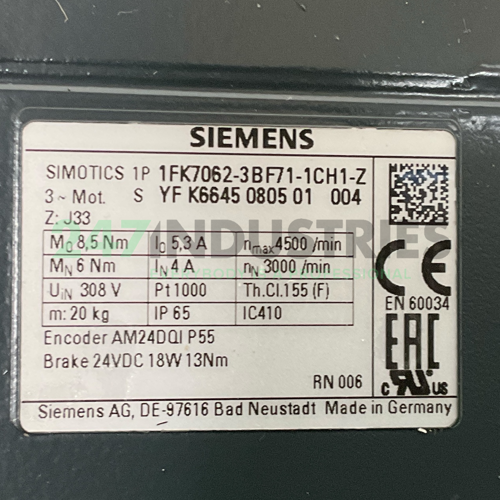 SIEMENS
SIMOTICS 1P 1FK7062-3BF71-1CH1-Z
3~ Mot. S YF K6645 0805 01 004
Z: J33
M0 8,5 Nm I0 5,3 A nmax 4500 /min
MN 6 Nm IN 4 A nN 3000 /min
UiN 308 V Pt1000 Th.Cl.155 (F)
m: 20 kg IP 65 IC410
EN 60034
Encoder AM24DQI P55
Brake 24VDC 18W 13Nm
RN 006
CE
EAC
c RU US
Siemens AG, DE-97616 Bad Neustadt Made in Germany
247INDUSTRIES